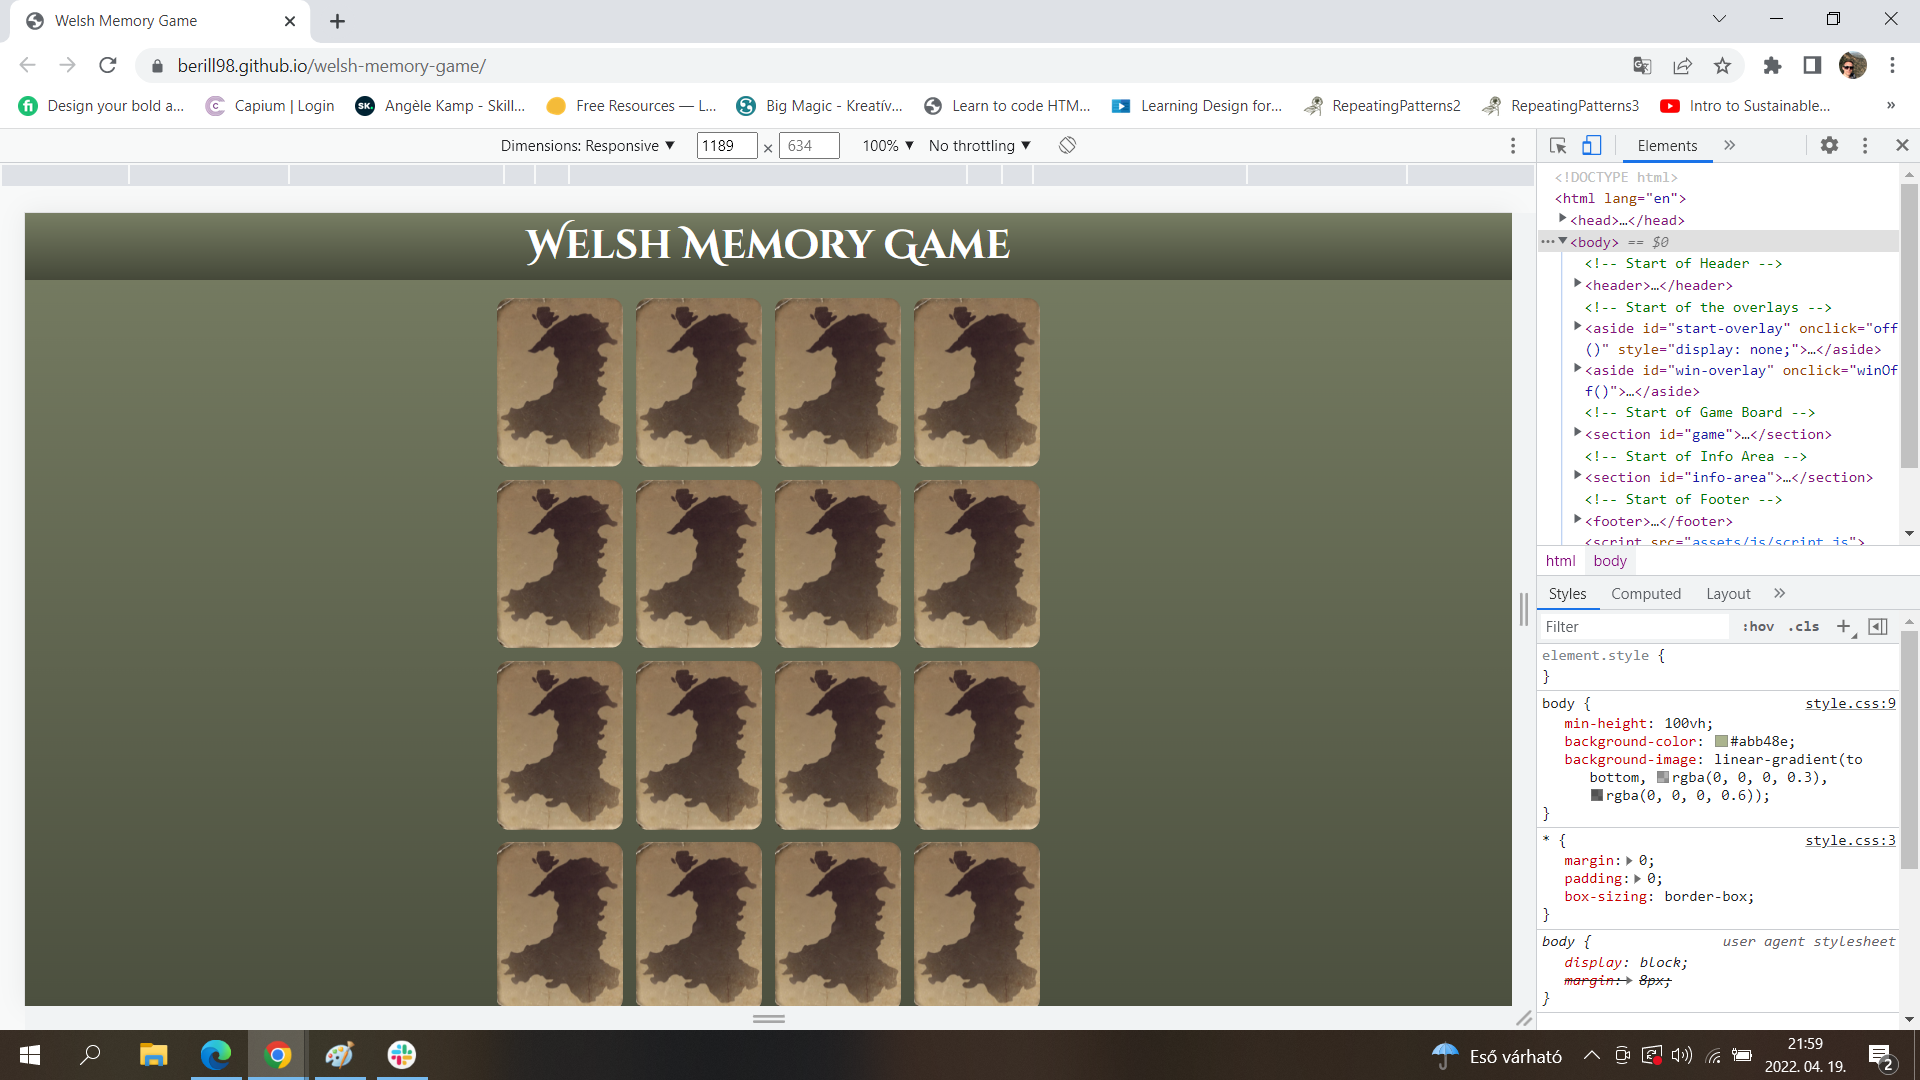 Welsh Memory Game
berill98.github.io/welsh-memory-game/
Design your bold a...
Capium | Login
SK.
Angèle Kamp - Skill...
Free Resources — L...
Big Magic - Kreatív...
Learn to code HTM...
Learning Design for...
RepeatingPatterns2
RepeatingPatterns3
Intro to Sustainable...
»
Dimensions: Responsive ▼ 1189 × 634 100% ▼ No throttling ▼
Elements »
Welsh Memory Game
<!DOCTYPE html>
<html lang="en">
<head>…</head>
<body> == $0
<!-- Start of Header -->
<header>…</header>
<!-- Start of the overlays -->
<aside id="start-overlay" onclick="off
()" style="display: none;">…</aside>
<aside id="win-overlay" onclick="winOf
f()">…</aside>
<!-- Start of Game Board -->
<section id="game">…</section>
<!-- Start of Info Area -->
<section id="info-area">…</section>
<!-- Start of Footer -->
<footer>…</footer>
<script src="assets/js/script.js">
html body
Styles Computed Layout »
Filter :hov .cls +
element.style {
}
body { style.css:9
min-height: 100vh;
background-color: #abb48e;
background-image: linear-gradient(to
bottom, rgba(0, 0, 0, 0.3),
rgba(0, 0, 0, 0.6));
}
* { style.css:3
margin: 0;
padding: 0;
box-sizing: border-box;
}
body { user agent stylesheet
display: block;
margin: 8px;
}
Eső várható
21:59
2022. 04. 19.
2